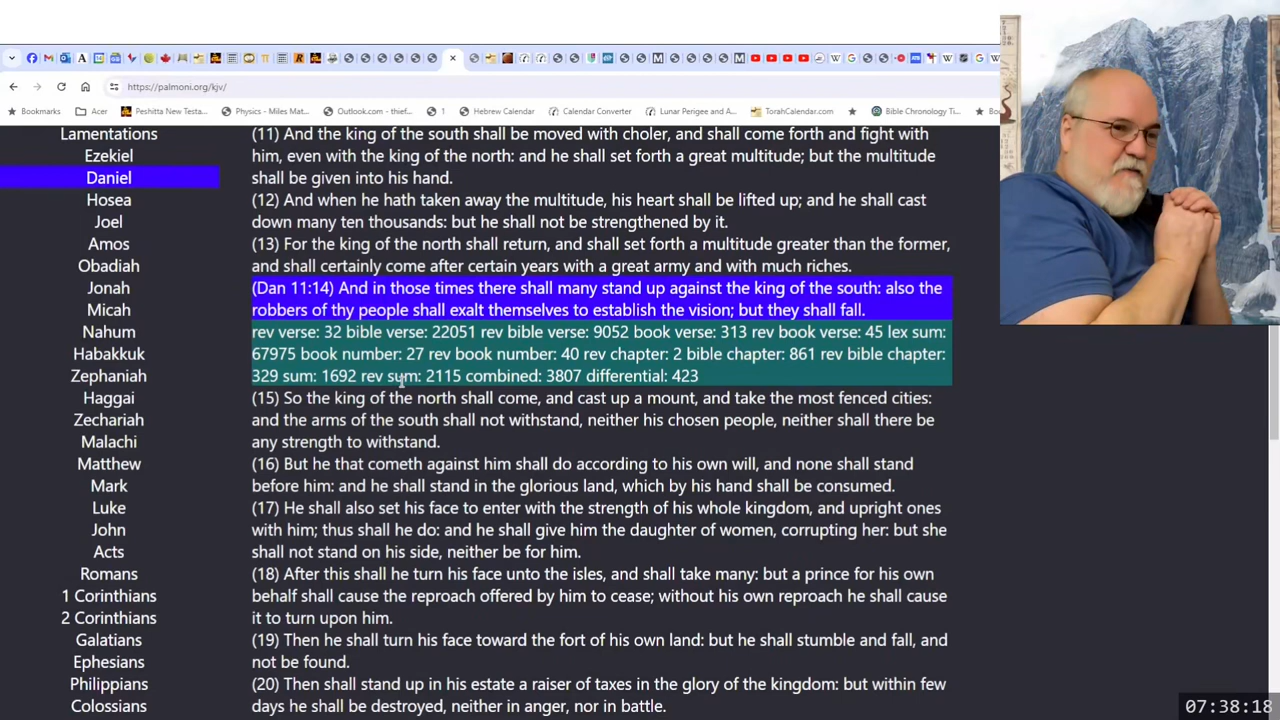 https://palmoni.org/kjv/
Bookmarks
Acer
Peshitta New Testa...
Physics - Miles Mat...
Outlook.com - thief...
1
Hebrew Calendar
Calendar Converter
Lunar Perigee and A...
TorahCalendar.com
Bible Chronology Ti...
Lamentations
Ezekiel
Daniel
Hosea
Joel
Amos
Obadiah
Jonah
Micah
Nahum
Habakkuk
Zephaniah
Haggai
Zechariah
Malachi
Matthew
Mark
Luke
John
Acts
Romans
1 Corinthians
2 Corinthians
Galatians
Ephesians
Philippians
Colossians
(11) And the king of the south shall be moved with choler, and shall come forth and fight with
him, even with the king of the north: and he shall set forth a great multitude; but the multitude
shall be given into his hand.
(12) And when he hath taken away the multitude, his heart shall be lifted up; and he shall cast
down many ten thousands: but he shall not be strengthened by it.
(13) For the king of the north shall return, and shall set forth a multitude greater than the former,
and shall certainly come after certain years with a great army and with much riches.
(Dan 11:14) And in those times there shall many stand up against the king of the south: also the
robbers of thy people shall exalt themselves to establish the vision; but they shall fall.
rev verse: 32 bible verse: 22051 rev bible verse: 9052 book verse: 313 rev book verse: 45 lex sum:
67975 book number: 27 rev book number: 40 rev chapter: 2 bible chapter: 861 rev bible chapter:
329 sum: 1692 rev sum: 2115 combined: 3807 differential: 423
(15) So the king of the north shall come, and cast up a mount, and take the most fenced cities:
and the arms of the south shall not withstand, neither his chosen people, neither shall there be
any strength to withstand.
(16) But he that cometh against him shall do according to his own will, and none shall stand
before him: and he shall stand in the glorious land, which by his hand shall be consumed.
(17) He shall also set his face to enter with the strength of his whole kingdom, and upright ones
with him; thus shall he do: and he shall give him the daughter of women, corrupting her: but she
shall not stand on his side, neither be for him.
(18) After this shall he turn his face unto the isles, and shall take many: but a prince for his own
behalf shall cause the reproach offered by him to cease; without his own reproach he shall cause
it to turn upon him.
(19) Then he shall turn his face toward the fort of his own land: but he shall stumble and fall, and
not be found.
(20) Then shall stand up in his estate a raiser of taxes in the glory of the kingdom: but within few
days he shall be destroyed, neither in anger, nor in battle.
07:38:18